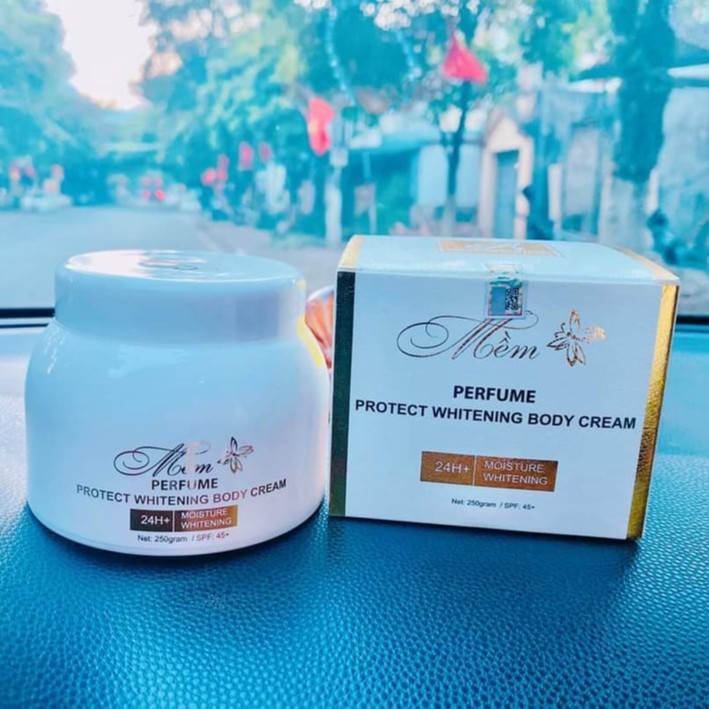 Mềm
PERFUME
PROTECT WHITENING BODY CREAM
24H+ MOISTURE
WHITENING
Net: 250gram / SPF: 45+
Mềm
PERFUME
PROTECT WHITENING BODY CREAM
24H+ MOISTURE
WHITENING
Net: 250gram / SPF: 45+